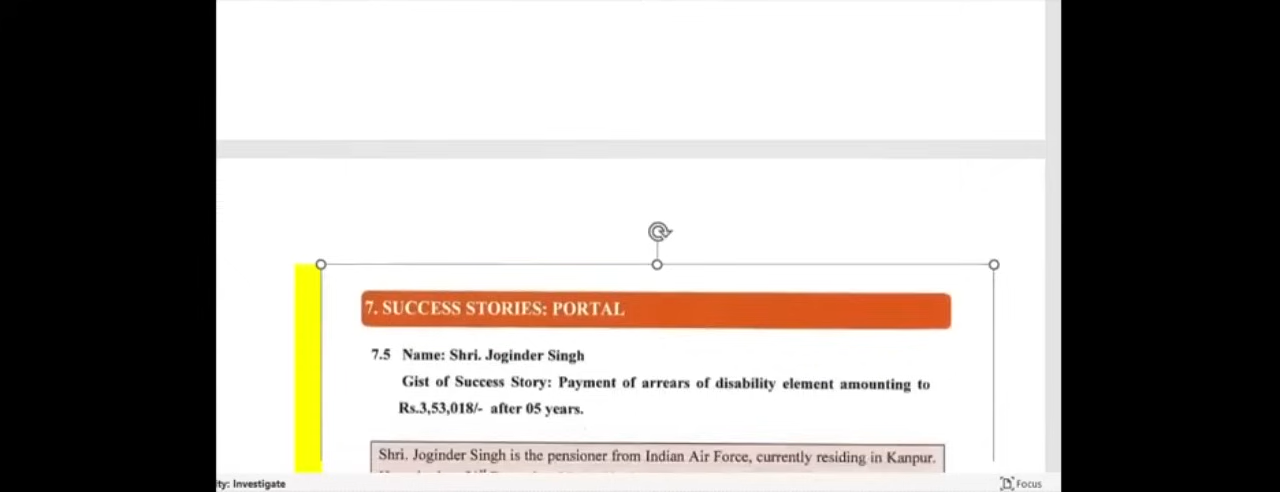 7. SUCCESS STORIES: PORTAL
7.5 Name: Shri. Joginder Singh
Gist of Success Story: Payment of arrears of disability element amounting to
Rs.3,53,018/- after 05 years.
Shri. Joginder Singh is the pensioner from Indian Air Force, currently residing in Kanpur.
ty: Investigate
Focus